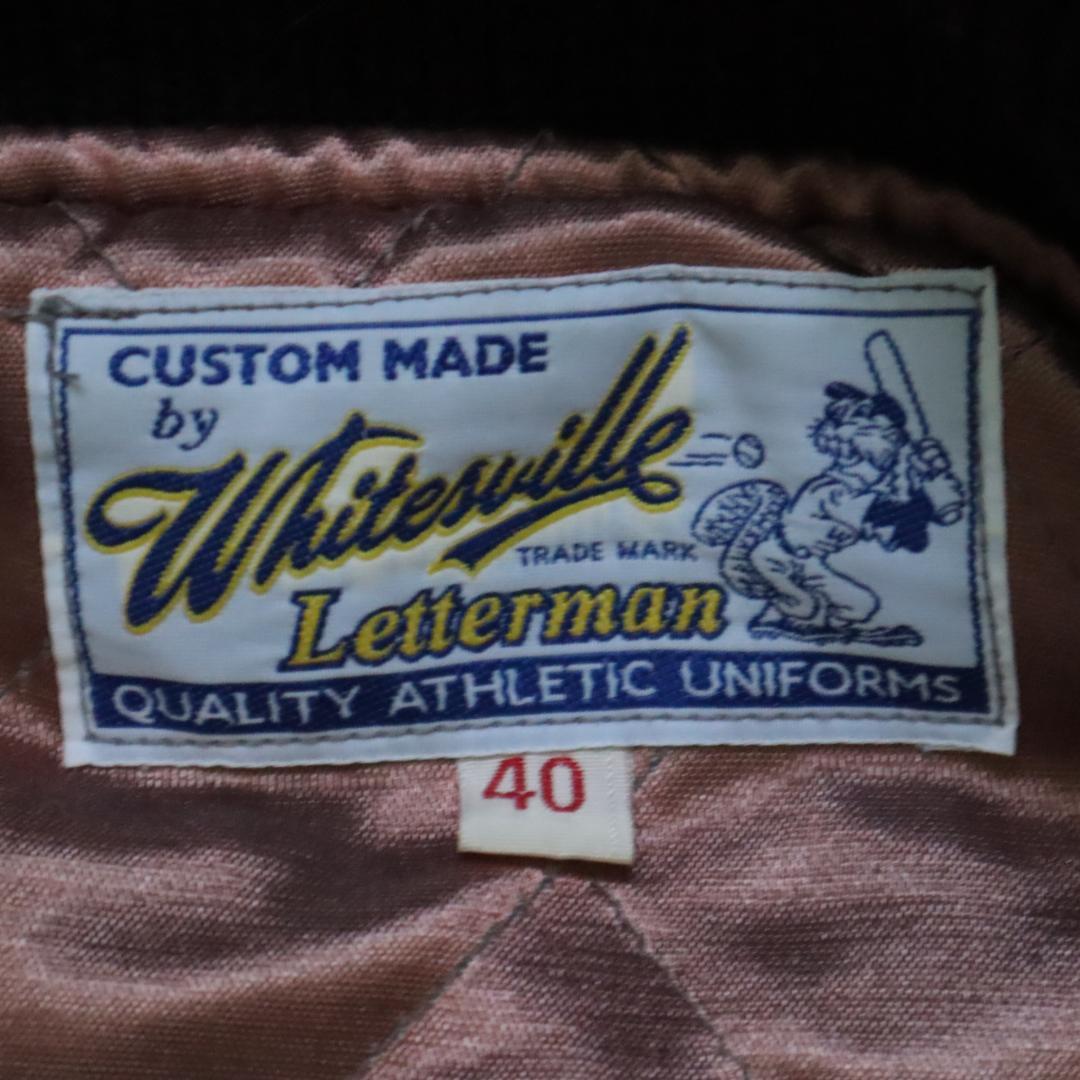 CUSTOM MADE
by
Whitesville
TRADE MARK
Letterman
QUALITY ATHLETIC UNIFORMS
40